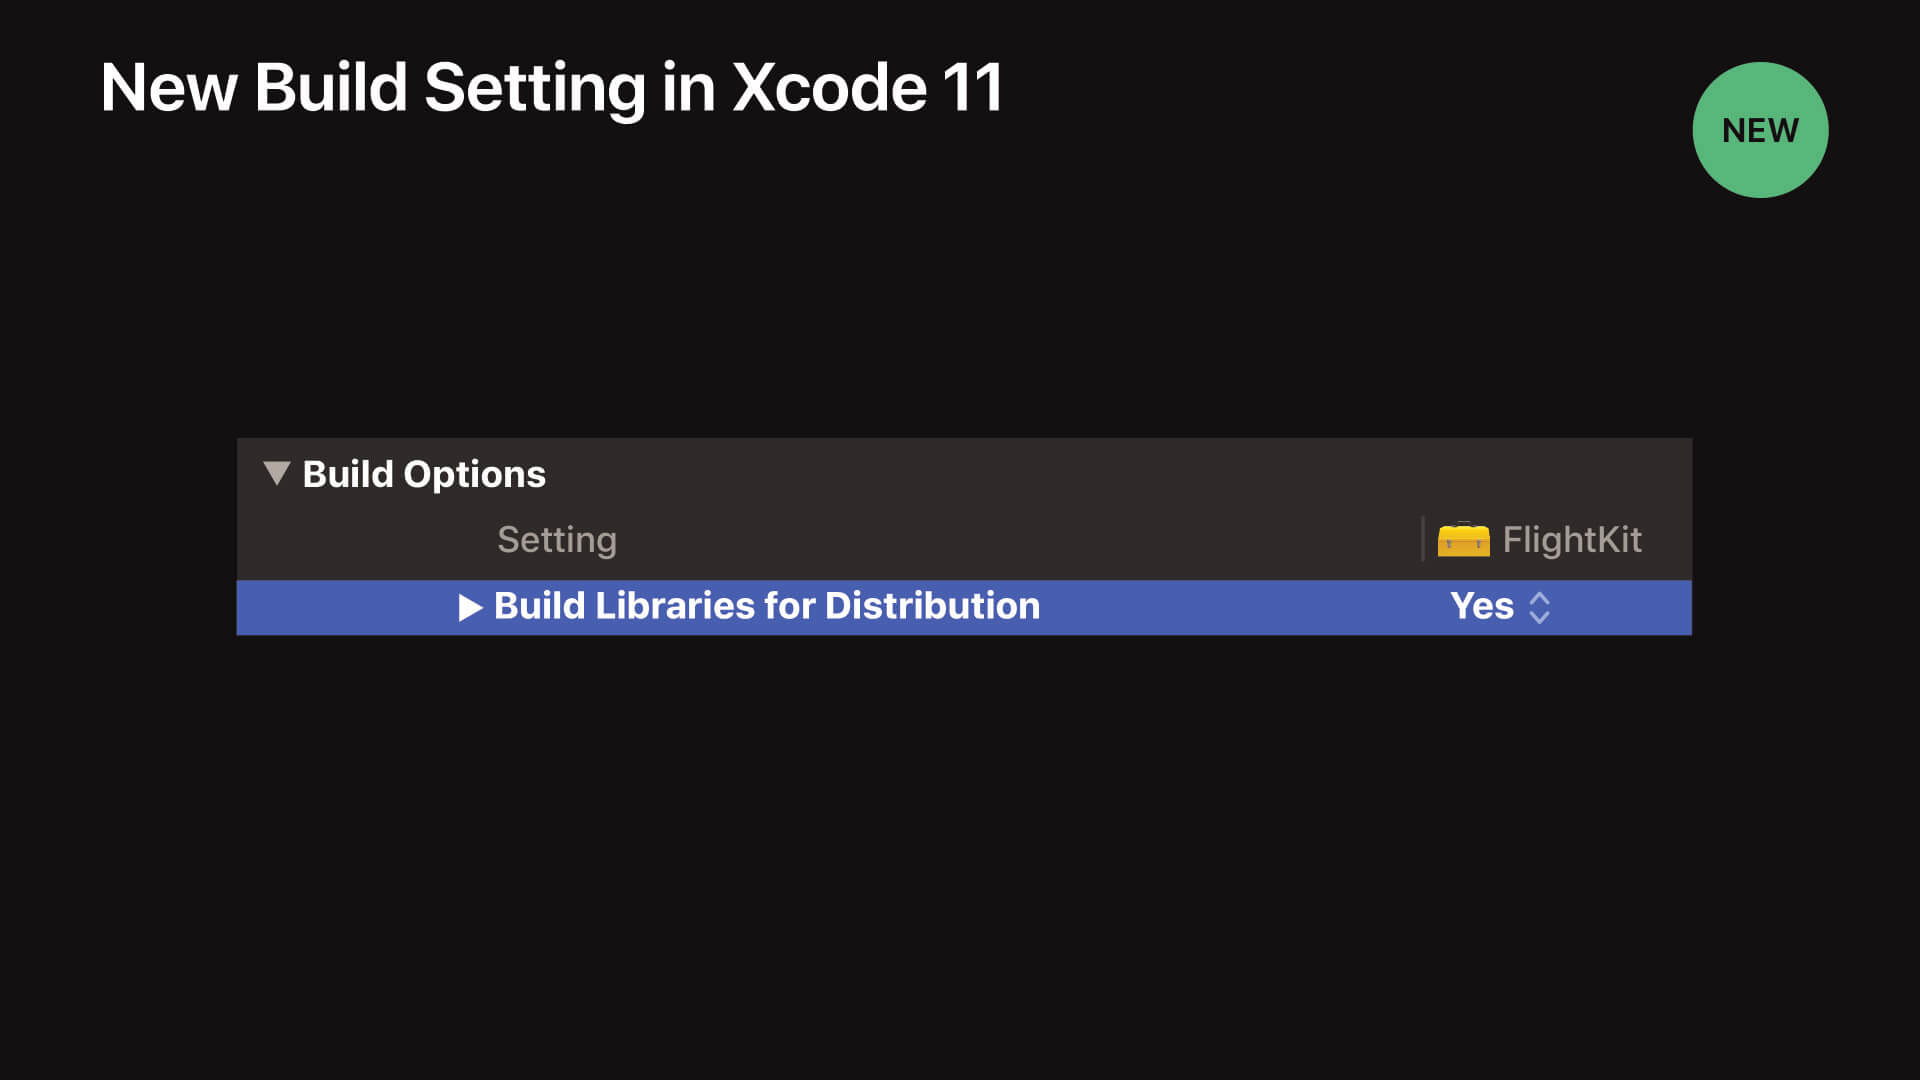 New Build Setting in Xcode 11
NEW
Build Options
Setting
FlightKit
Build Libraries for Distribution
Yes